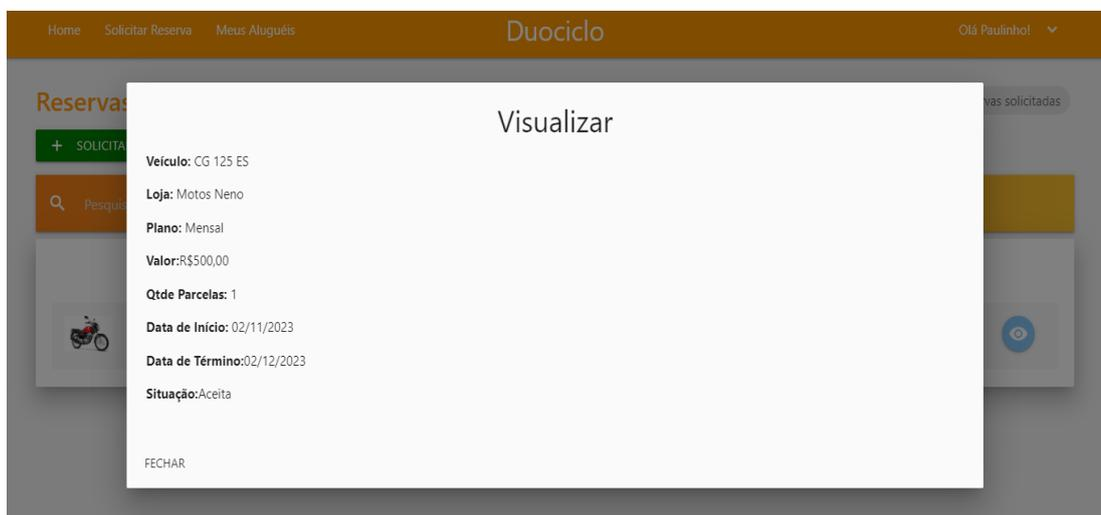 Home Solicitar Reserva Meus Aluguéis Duociclo Olá Paulinho!
Reservas
vas solicitadas
+ SOLICITA
Pesquis
Visualizar
Veículo: CG 125 ES
Loja: Motos Neno
Plano: Mensal
Valor:R$500,00
Qtde Parcelas: 1
Data de Início: 02/11/2023
Data de Término:02/12/2023
Situação:Aceita
FECHAR